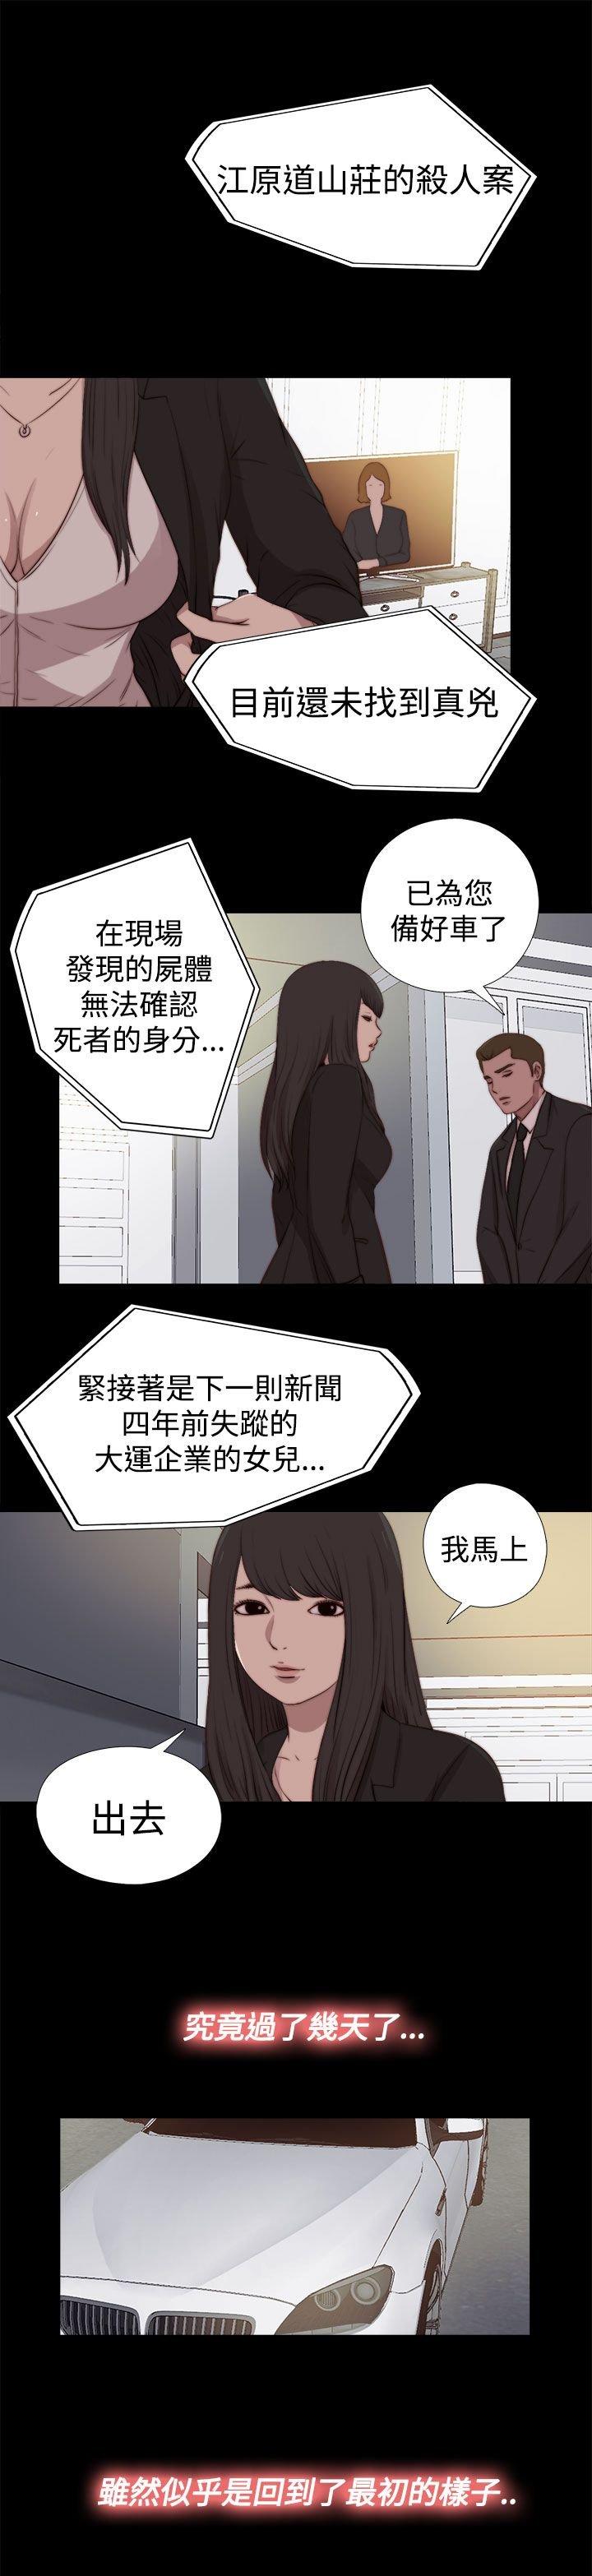 江原道山莊的殺人案
目前還未找到真兇
已為您
備好車了
在現場
發現的屍體
無法確認
死者的身分...
緊接著是下一則新聞
四年前失蹤的
大運企業的女兒...
我馬上
出去
究竟過了幾天了...
雖然似乎是回到了最初的樣子..